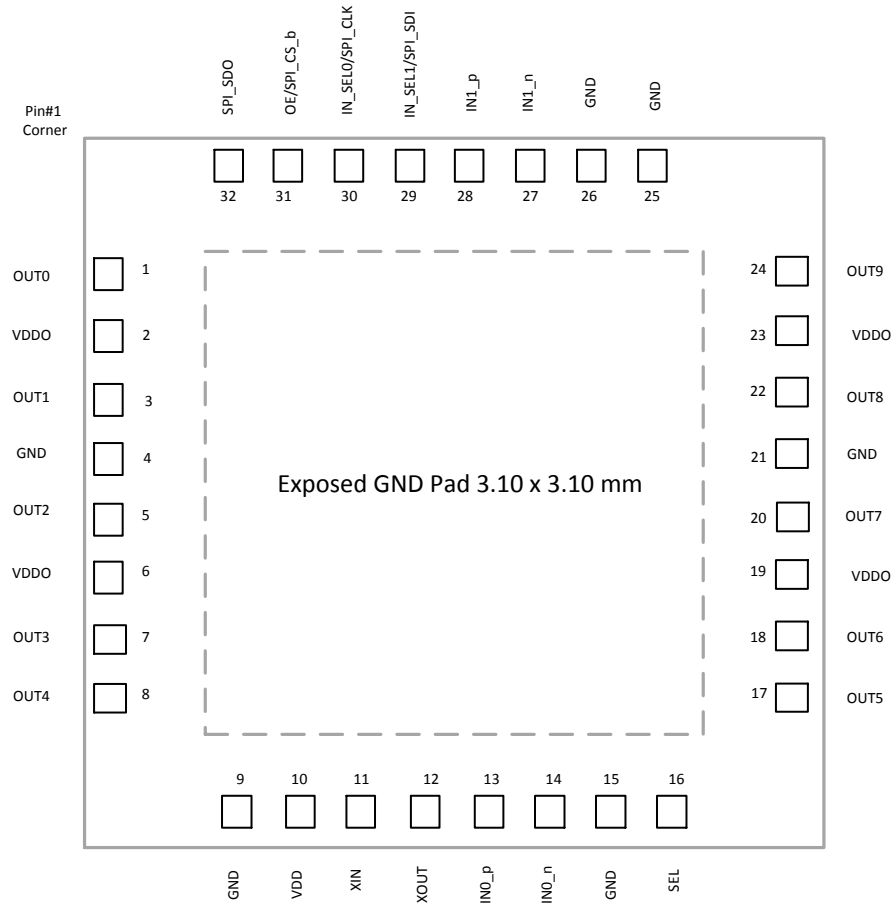 SPI_SDO
OE/SPI_CS_b
IN_SEL0/SPI_CLK
IN_SEL1/SPI_SDI
IN1_p
IN1_n
GND
GND
Pin#1
Corner
32
31
30
29
28
27
26
25
OUT0
1
VDDO
2
OUT1
3
GND
4
OUT2
5
VDDO
6
OUT3
7
OUT4
8
Exposed GND Pad 3.10 x 3.10 mm
24
OUT9
23
VDDO
22
OUT8
21
GND
20
OUT7
19
VDDO
18
OUT6
17
OUT5
9
10
11
12
13
14
15
16
GND
VDD
XIN
XOUT
IN0_p
IN0_n
GND
SEL